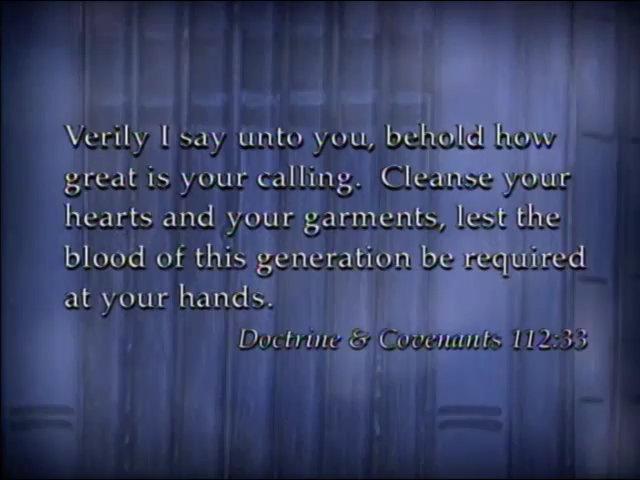 Verily I say unto you, behold how
great is your calling.  Cleanse your
hearts and your garments, lest the
blood of this generation be required
at your hands.
Doctrine & Covenants 112:33